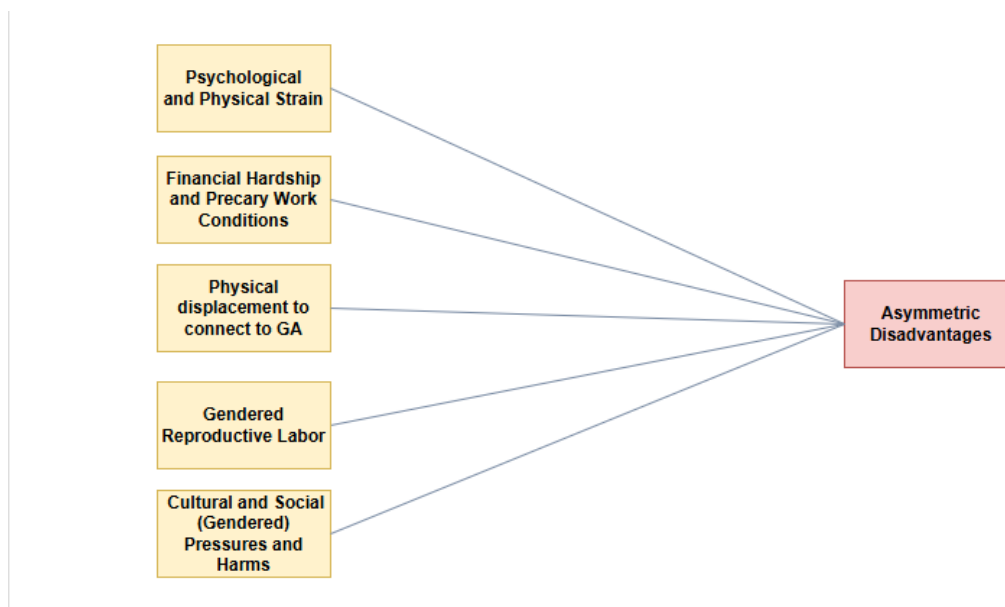 Psychological
and Physical Strain
Financial Hardship
and Precary Work
Conditions
Physical
displacement to
connect to GA
Gendered
Reproductive Labor
Cultural and Social
(Gendered)
Pressures and
Harms
Asymmetric
Disadvantages